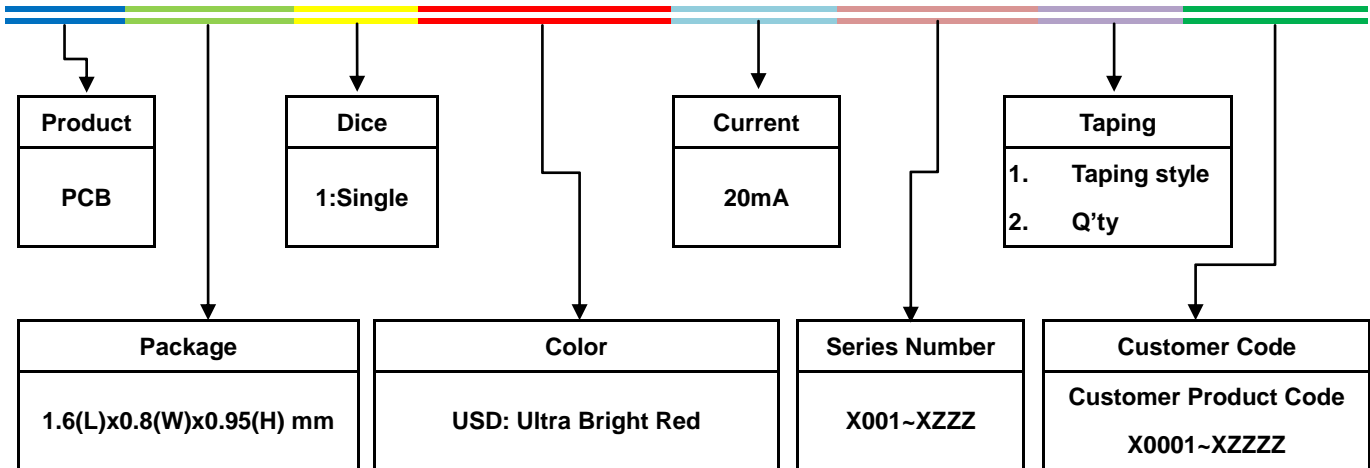 Product
PCB
Dice
1:Single
Current
20mA
Taping
1. Taping style
2. Q’ty
Package
1.6(L)x0.8(W)x0.95(H) mm
Color
USD: Ultra Bright Red
Series Number
X001~XZZZ
Customer Code
Customer Product Code
X0001~XZZZZ